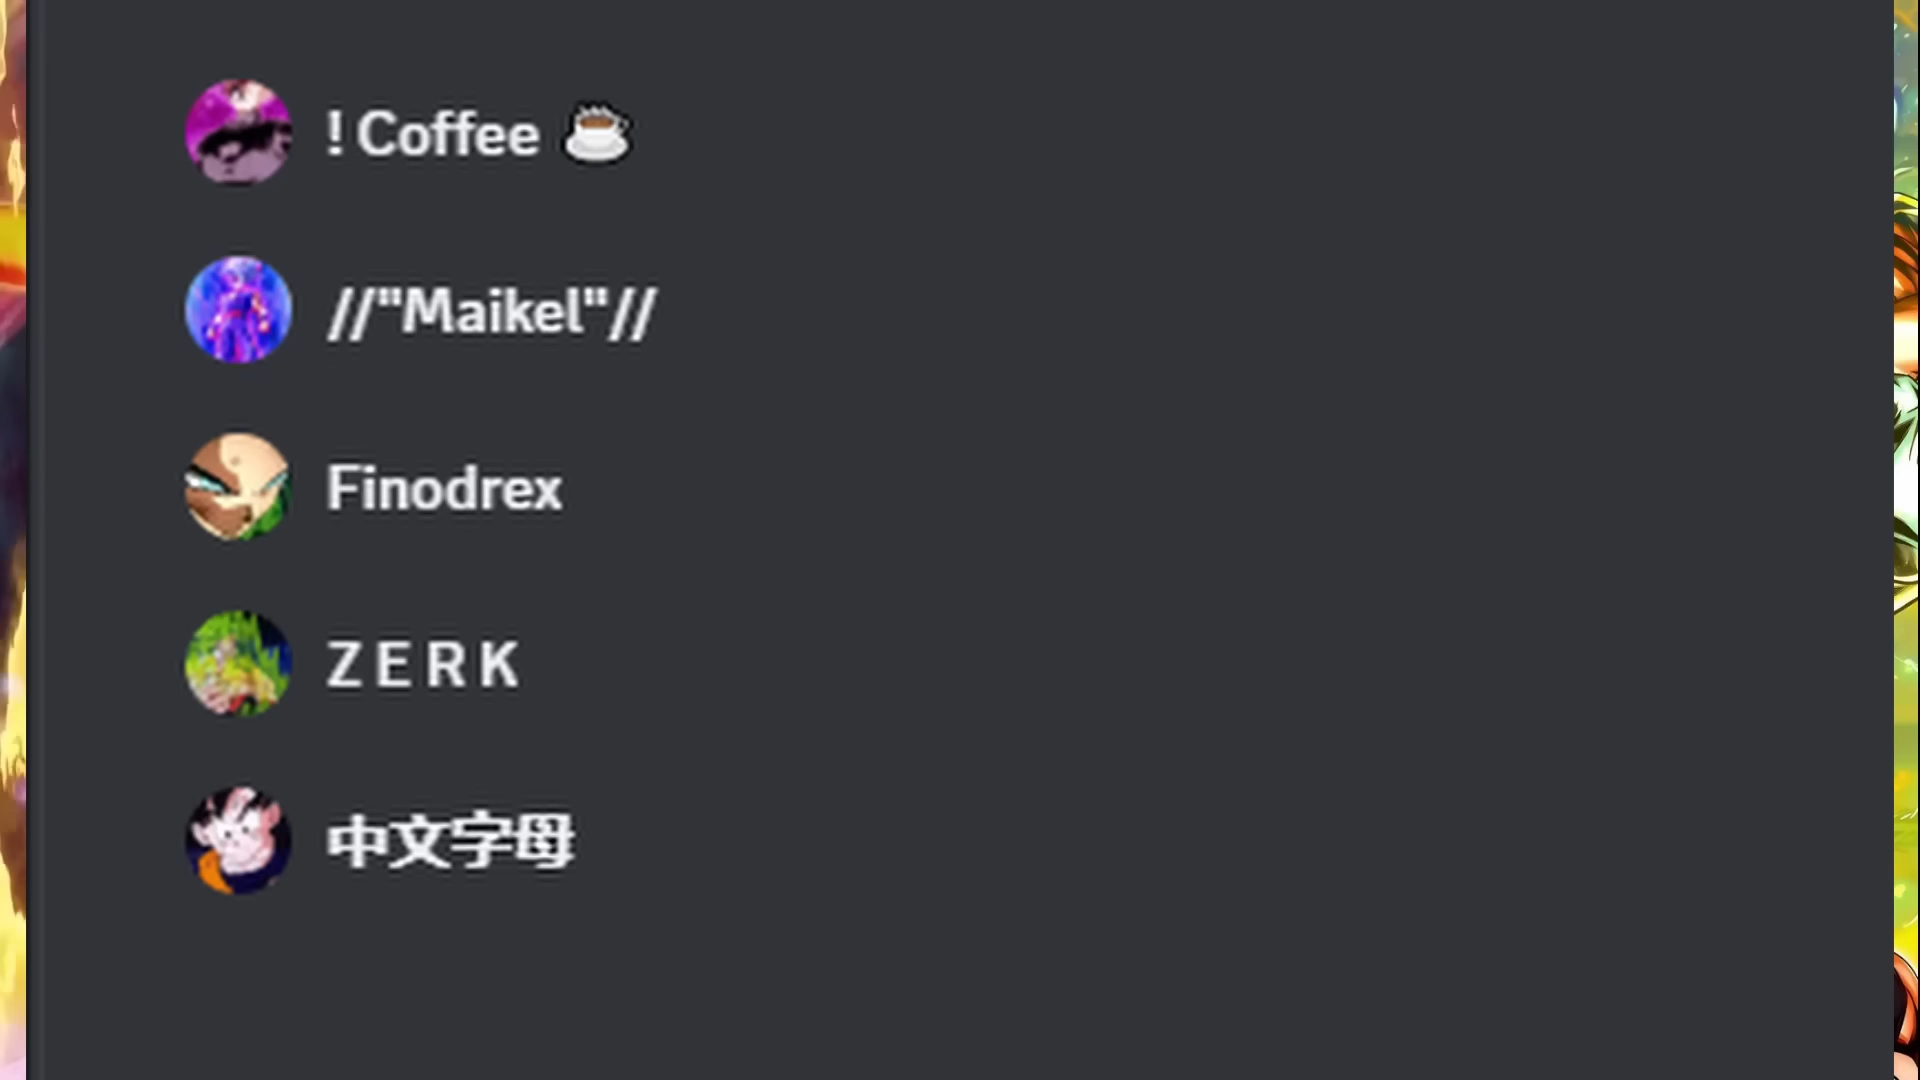 ! Coffee ☕
//"Maikel"//
Finodrex
Z E R K
中文字母